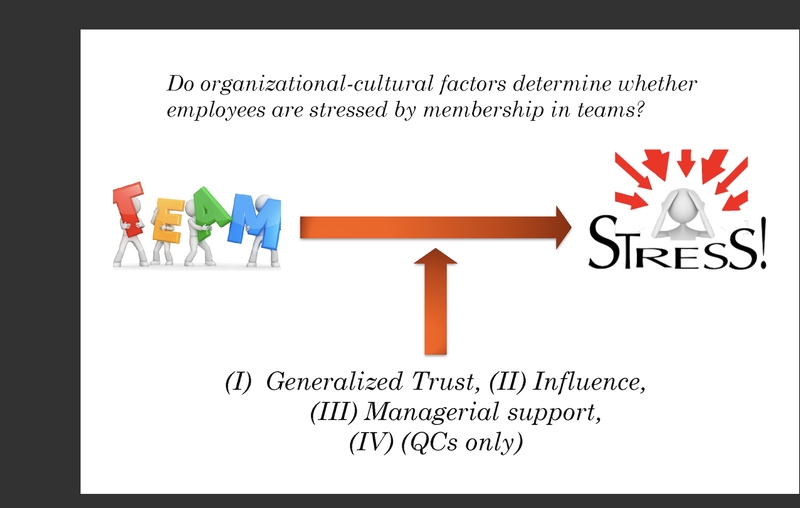 Do organizational-cultural factors determine whether
employees are stressed by membership in teams?
TEAM
STRESS!
(I) Generalized Trust, (II) Influence,
(III) Managerial support,
(IV) (QCs only)